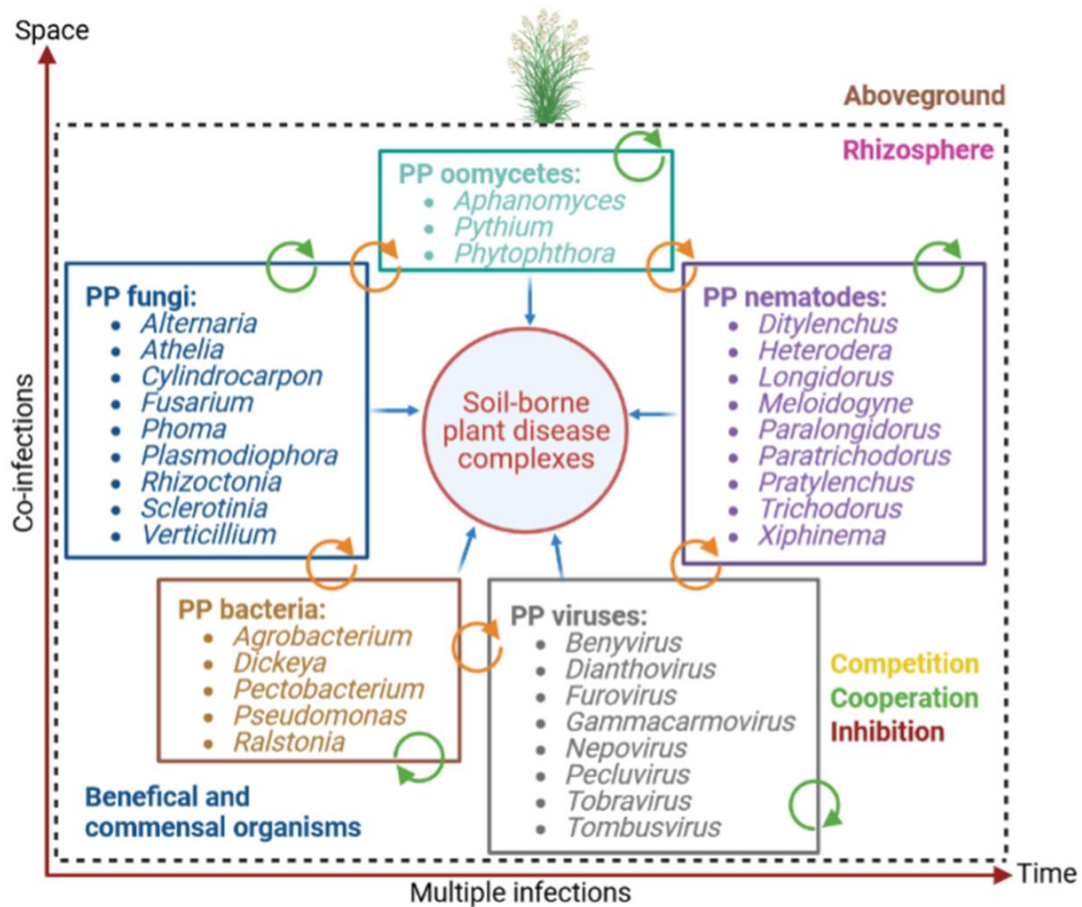 Space
Aboveground
Rhizosphere
PP oomycetes:
• Aphanomyces
• Pythium
• Phytophthora
PP fungi:
• Alternaria
• Athelia
• Cylindrocarpon
• Fusarium
• Phoma
• Plasmodiophora
• Rhizoctonia
• Sclerotinia
• Verticillium
Soil-borne
plant disease
complexes
PP nematodes:
• Ditylenchus
• Heterodera
• Longidorus
• Meloidogyne
• Paralongidorus
• Paratrichodorus
• Pratylenchus
• Trichodorus
• Xiphinema
Co-infections
PP bacteria:
• Agrobacterium
• Dickeya
• Pectobacterium
• Pseudomonas
• Ralstonia
PP viruses:
• Benyvirus
• Dianthovirus
• Furovirus
• Gammacarmovirus
• Nepovirus
• Pecluvirus
• Tobravirus
• Tombusvirus
Competition
Cooperation
Inhibition
Benefical and
commensal organisms
Time
Multiple infections